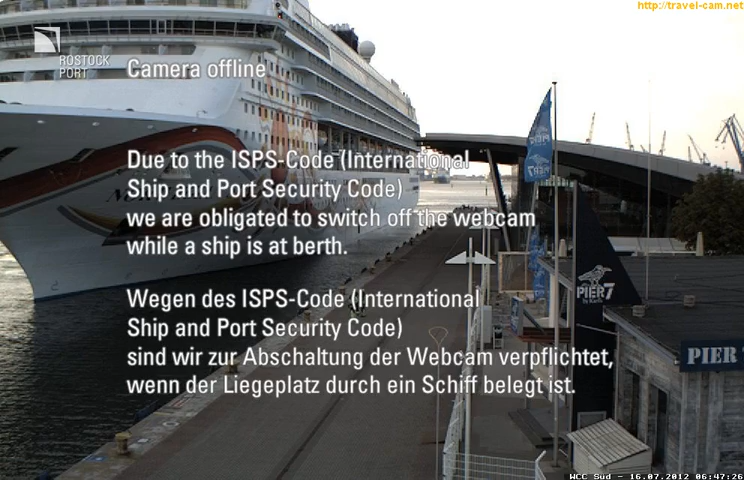 http://travel-cam.net
ROSTOCK
PORT
Camera offline
Due to the ISPS-Code (International
Ship and Port Security Code)
we are obligated to switch off the webcam
while a ship is at berth.
Wegen des ISPS-Code (International
Ship and Port Security Code)
sind wir zur Abschaltung der Webcam verpflichtet,
wenn der Liegeplatz durch ein Schiff belegt ist.
PIER7
PIER7
PIER
WCC Süd - 16.07.2012 06:47:26